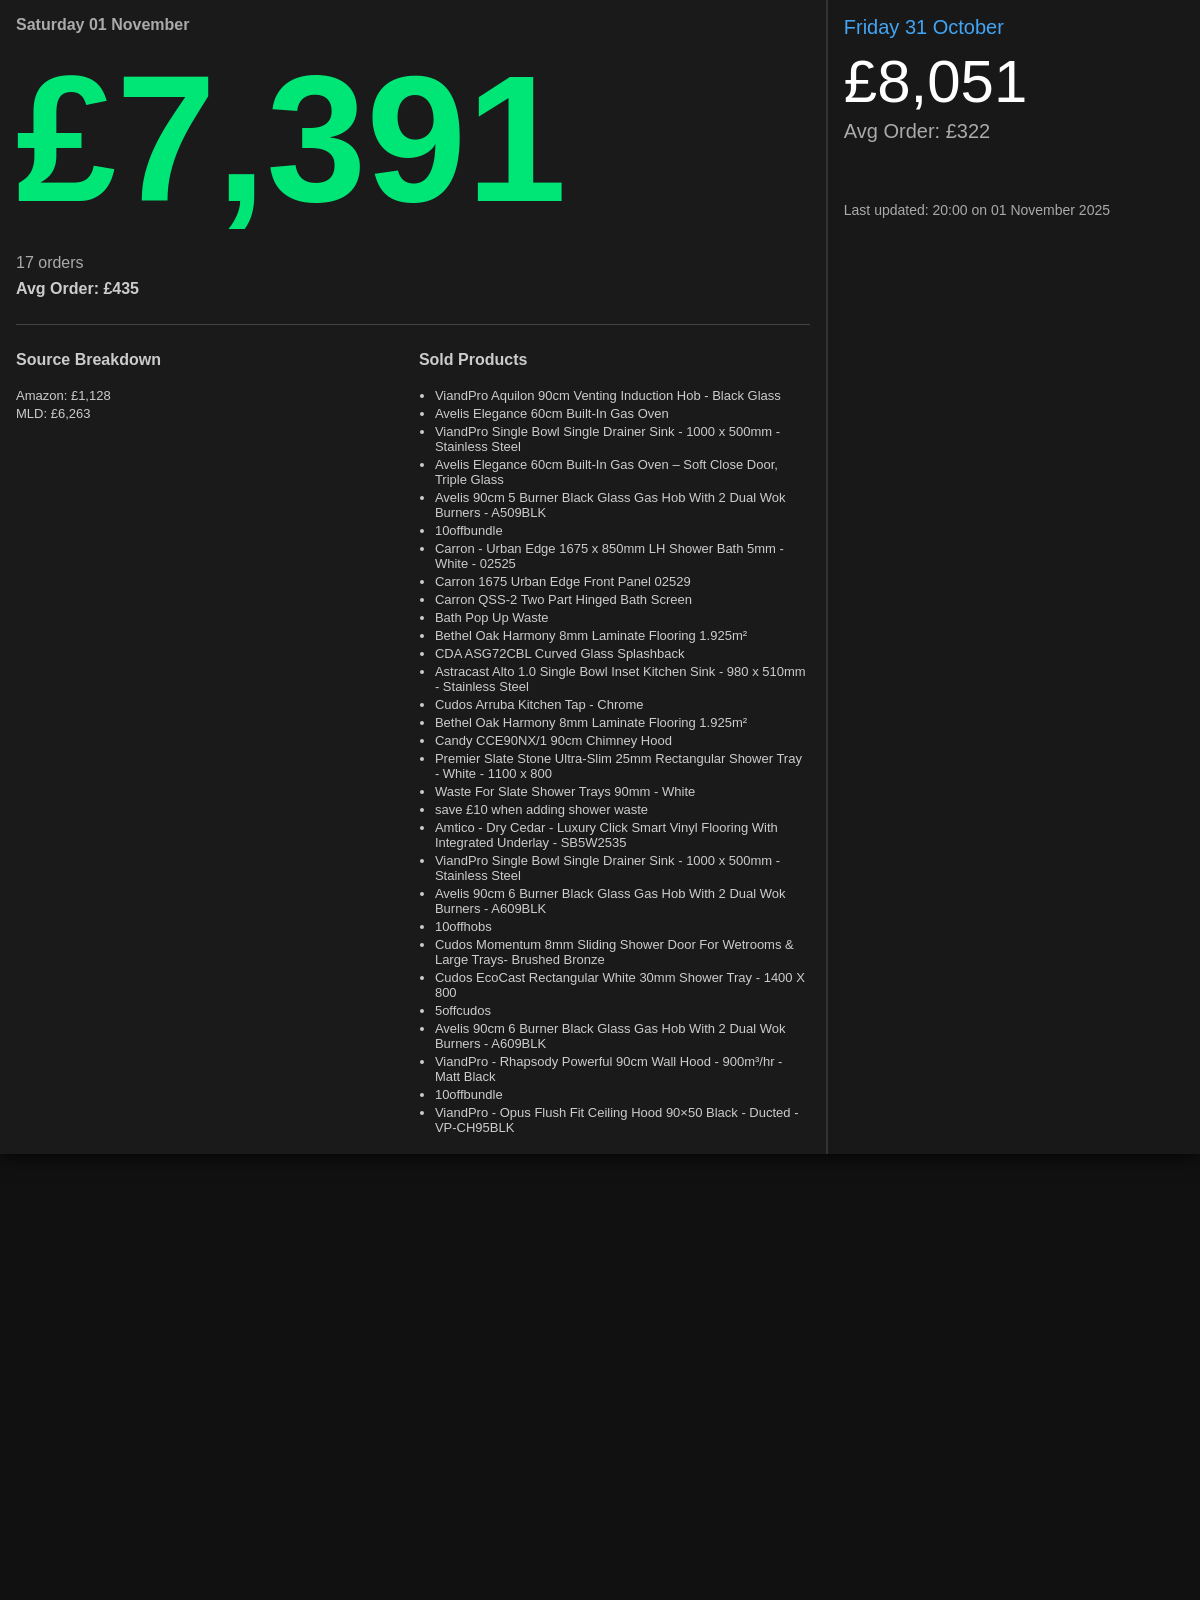 Saturday 01 November
£7,391
17 orders
Avg Order: £435
Source Breakdown
Amazon: £1,128
MLD: £6,263
Sold Products
• ViandPro Aquilon 90cm Venting Induction Hob - Black Glass
• Avelis Elegance 60cm Built-In Gas Oven
• ViandPro Single Bowl Single Drainer Sink - 1000 x 500mm -
Stainless Steel
• Avelis Elegance 60cm Built-In Gas Oven – Soft Close Door,
Triple Glass
• Avelis 90cm 5 Burner Black Glass Gas Hob With 2 Dual Wok
Burners - A509BLK
• 10offbundle
• Carron - Urban Edge 1675 x 850mm LH Shower Bath 5mm -
White - 02525
• Carron 1675 Urban Edge Front Panel 02529
• Carron QSS-2 Two Part Hinged Bath Screen
• Bath Pop Up Waste
• Bethel Oak Harmony 8mm Laminate Flooring 1.925m²
• CDA ASG72CBL Curved Glass Splashback
• Astracast Alto 1.0 Single Bowl Inset Kitchen Sink - 980 x 510mm
- Stainless Steel
• Cudos Arruba Kitchen Tap - Chrome
• Bethel Oak Harmony 8mm Laminate Flooring 1.925m²
• Candy CCE90NX/1 90cm Chimney Hood
• Premier Slate Stone Ultra-Slim 25mm Rectangular Shower Tray
- White - 1100 x 800
• Waste For Slate Shower Trays 90mm - White
• save £10 when adding shower waste
• Amtico - Dry Cedar - Luxury Click Smart Vinyl Flooring With
Integrated Underlay - SB5W2535
• ViandPro Single Bowl Single Drainer Sink - 1000 x 500mm -
Stainless Steel
• Avelis 90cm 6 Burner Black Glass Gas Hob With 2 Dual Wok
Burners - A609BLK
• 10offhobs
• Cudos Momentum 8mm Sliding Shower Door For Wetrooms &
Large Trays- Brushed Bronze
• Cudos EcoCast Rectangular White 30mm Shower Tray - 1400 X
800
• 5offcudos
• Avelis 90cm 6 Burner Black Glass Gas Hob With 2 Dual Wok
Burners - A609BLK
• ViandPro - Rhapsody Powerful 90cm Wall Hood - 900m³/hr -
Matt Black
• 10offbundle
• ViandPro - Opus Flush Fit Ceiling Hood 90×50 Black - Ducted -
VP-CH95BLK
Friday 31 October
£8,051
Avg Order: £322
Last updated: 20:00 on 01 November 2025